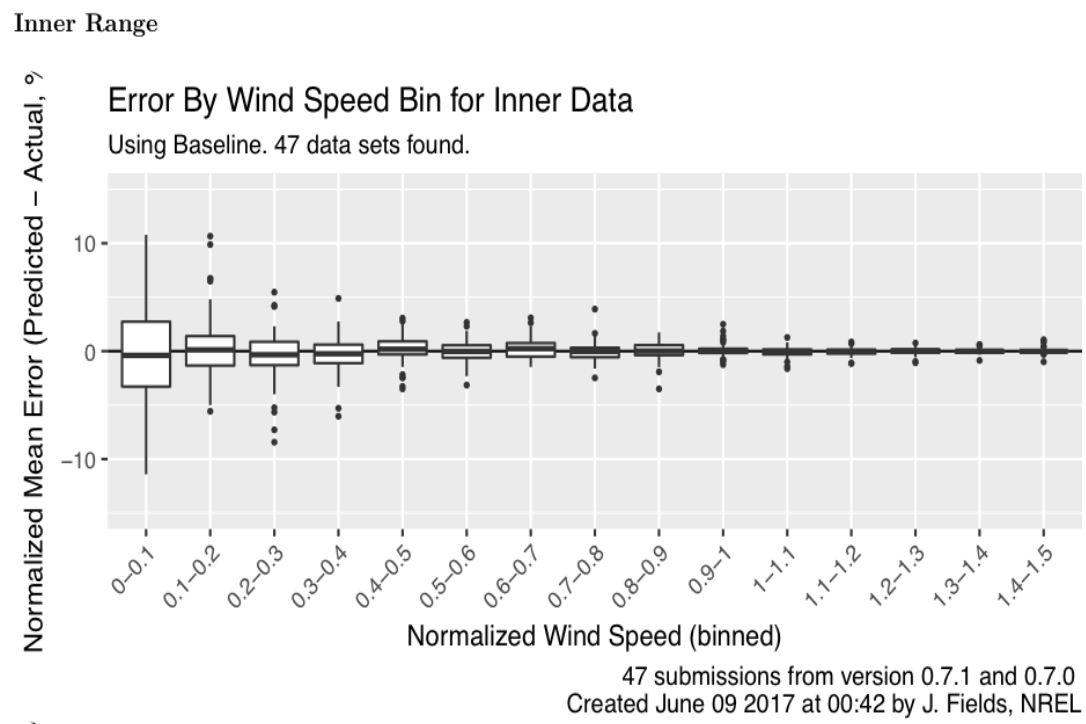 Inner Range
Error By Wind Speed Bin for Inner Data
Using Baseline. 47 data sets found.
Normalized Mean Error (Predicted − Actual, %
10
0
−10
0−0.1
0.1−0.2
0.2−0.3
0.3−0.4
0.4−0.5
0.5−0.6
0.6−0.7
0.7−0.8
0.8−0.9
0.9−1
1−1.1
1.1−1.2
1.2−1.3
1.3−1.4
1.4−1.5
Normalized Wind Speed (binned)
47 submissions from version 0.7.1 and 0.7.0
Created June 09 2017 at 00:42 by J. Fields, NREL